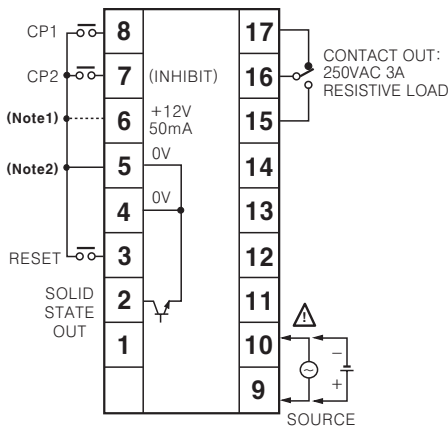 CP1
8
17
CP2
7
(INHIBIT)
16
CONTACT OUT:
250VAC 3A
RESISTIVE LOAD
(Note1)
6
+12V
50mA
15
(Note2)
5
0V
14
4
0V
13
RESET
3
12
SOLID
STATE
OUT
2
11
1
10
9
SOURCE